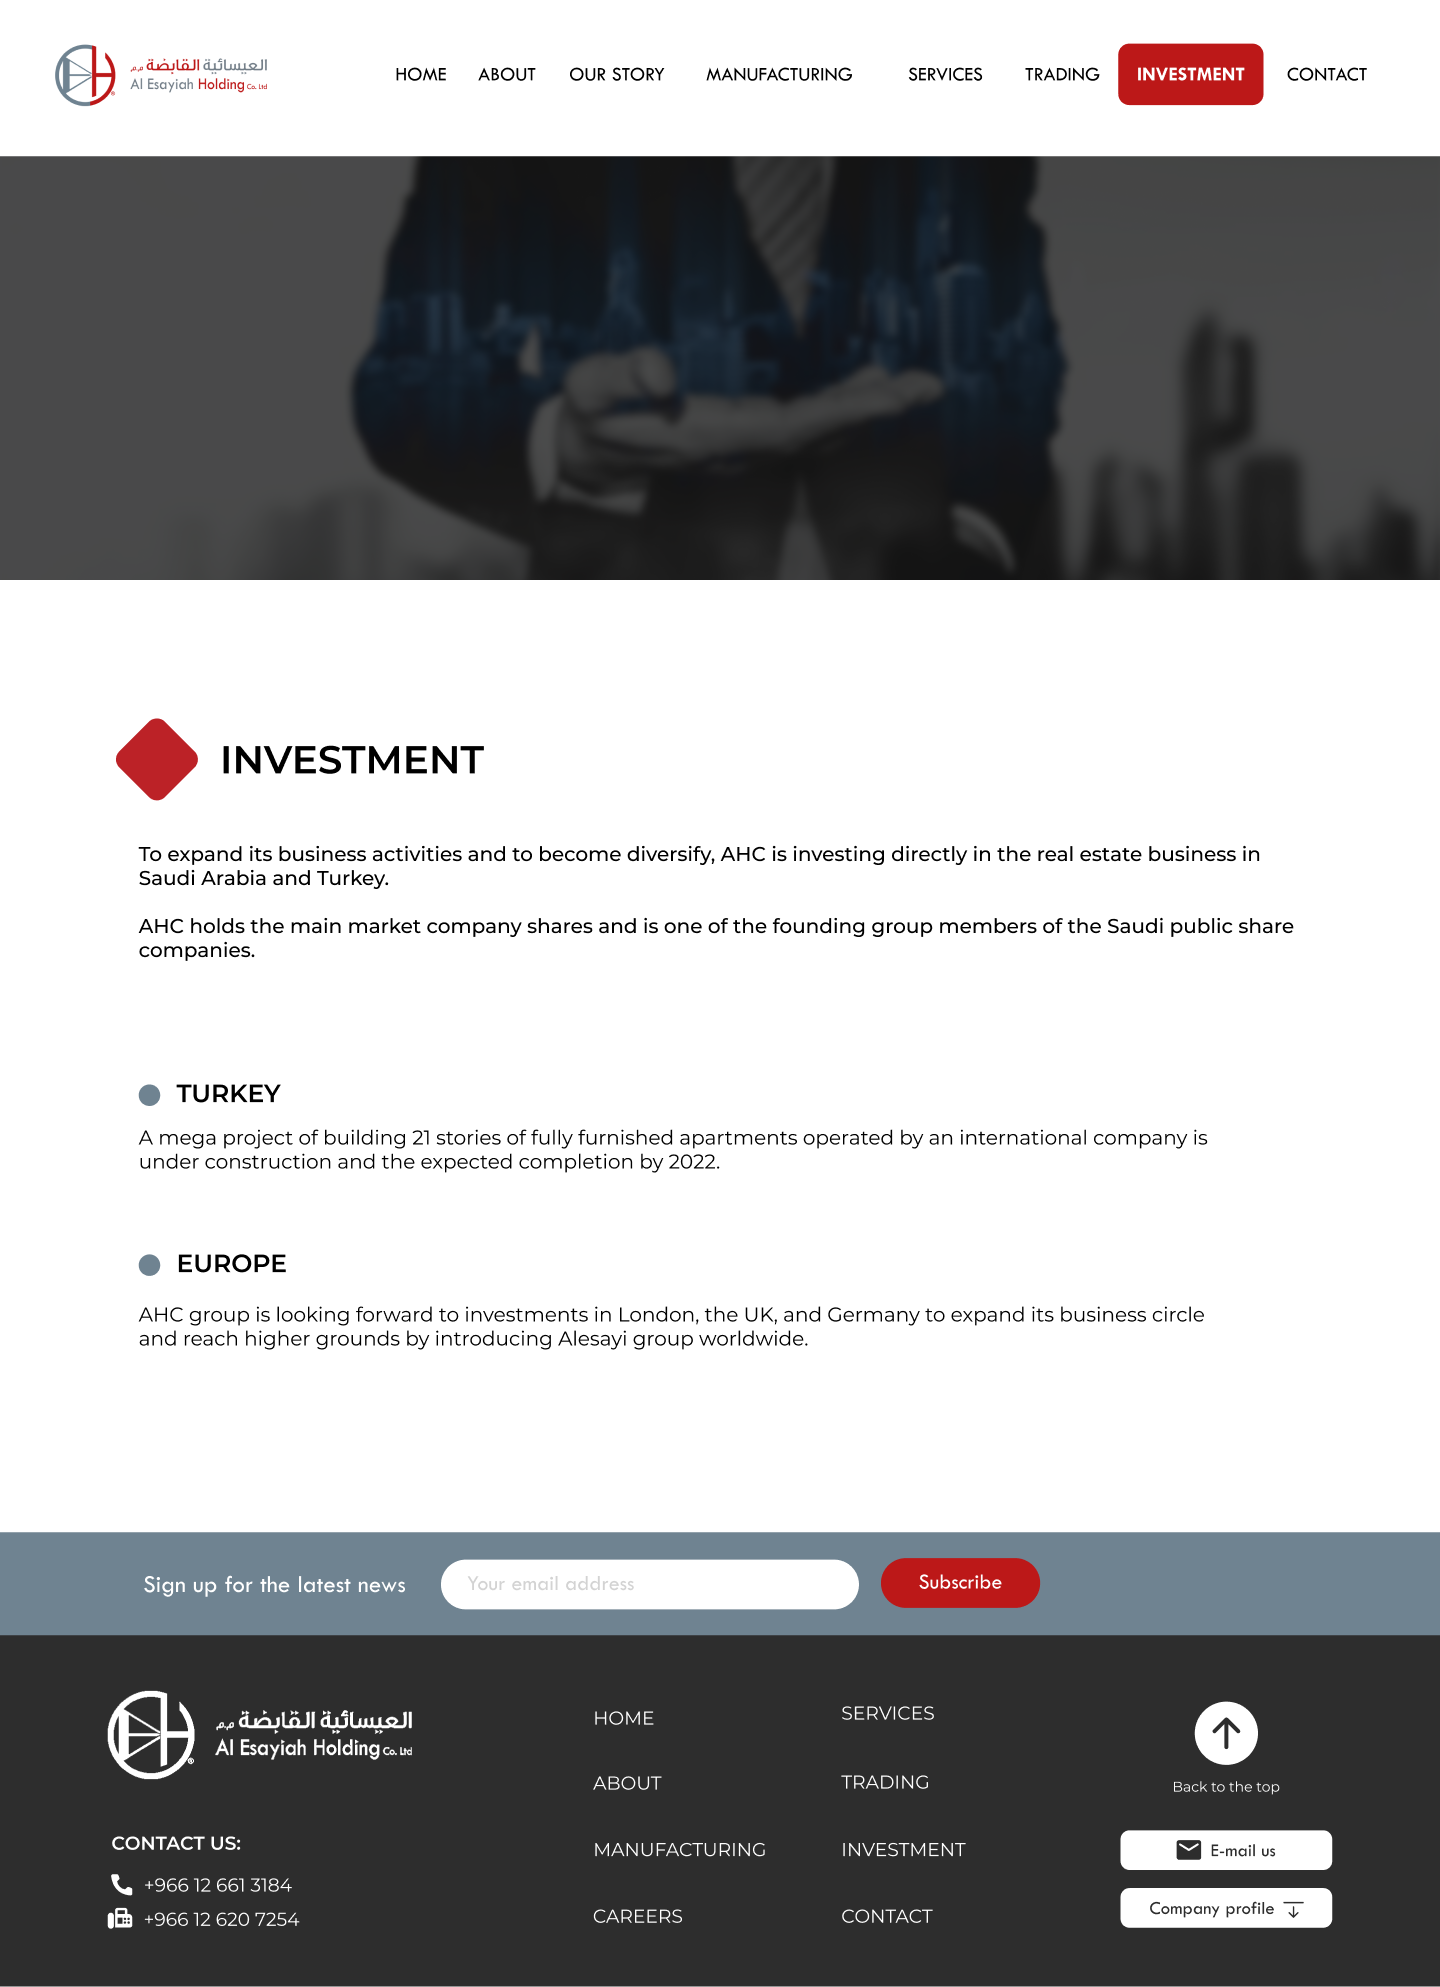 العيسائية القابضة م.م
Al Esayiah Holding Co. Ltd
HOME ABOUT OUR STORY MANUFACTURING SERVICES TRADING INVESTMENT CONTACT
INVESTMENT
To expand its business activities and to become diversify, AHC is investing directly in the real estate business in
Saudi Arabia and Turkey.
AHC holds the main market company shares and is one of the founding group members of the Saudi public share
companies.
TURKEY
A mega project of building 21 stories of fully furnished apartments operated by an international company is
under construction and the expected completion by 2022.
EUROPE
AHC group is looking forward to investments in London, the UK, and Germany to expand its business circle
and reach higher grounds by introducing Alesayi group worldwide.
Sign up for the latest news
Your email address
Subscribe
العيسائية القابضة م.م
Al Esayiah Holding Co. Ltd
CONTACT US:
+966 12 661 3184
+966 12 620 7254
HOME
ABOUT
MANUFACTURING
CAREERS
SERVICES
TRADING
INVESTMENT
CONTACT
Back to the top
E-mail us
Company profile